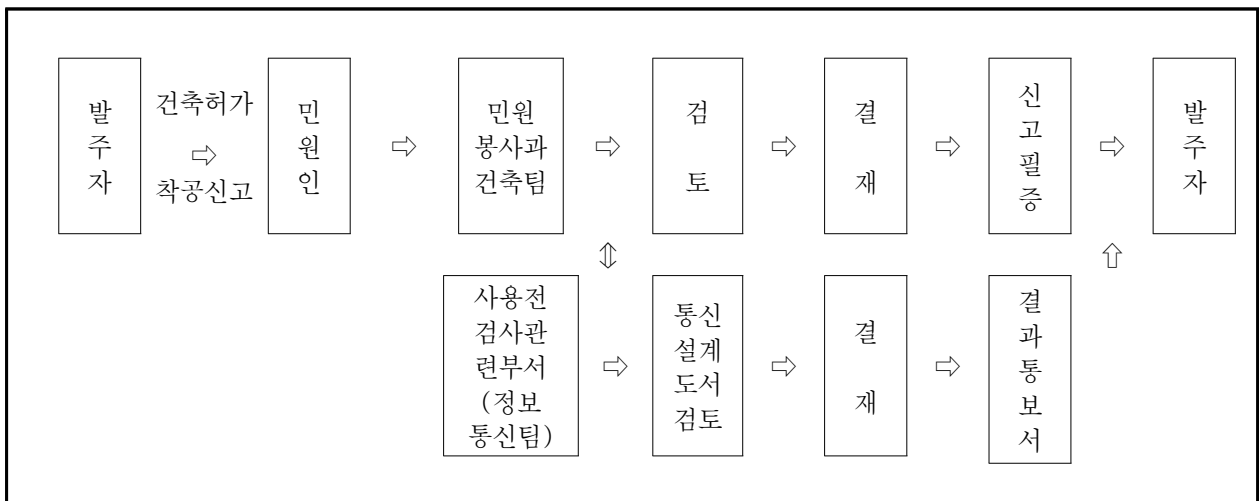 발
주
자
건축허가
⇨
착공신고
민
원
인
⇨
민원
봉사과
건축팀
⇨
검
토
⇨
결
재
⇨
신
고
필
증
⇨
발
주
자
⇕
⇧
사용전
검사관
련부서
(정보
통신팀)
⇨
통신
설계
도서
검토
⇨
결
재
⇨
결
과
통
보
서